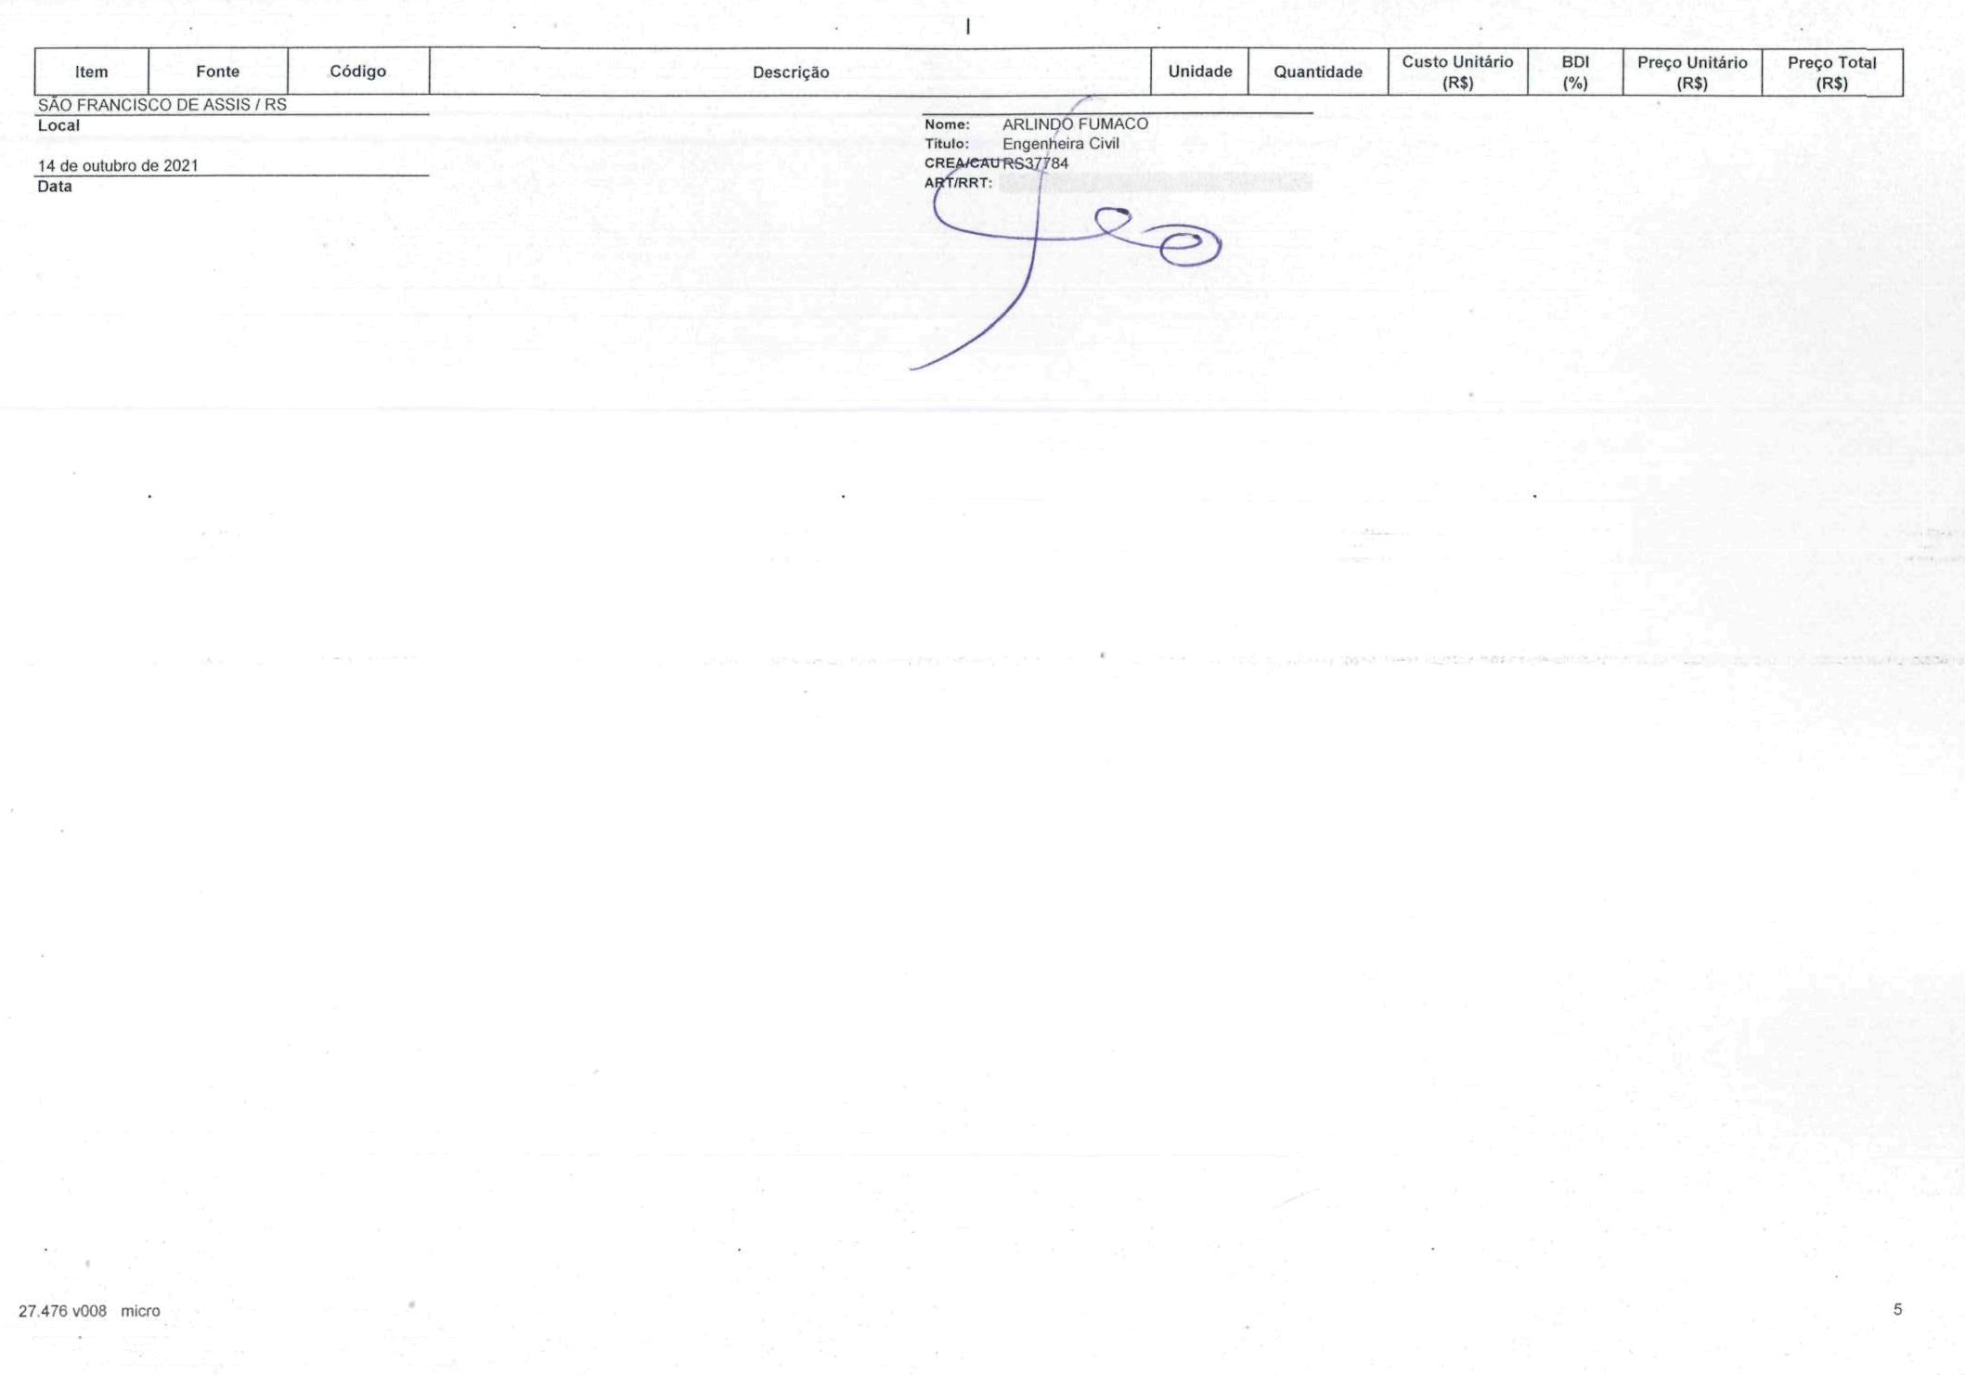 Item Fonte Código Descrição Unidade Quantidade Custo Unitário (R$) BDI (%) Preço Unitário (R$) Preço Total (R$)
SÃO FRANCISCO DE ASSIS / RS
Local
14 de outubro de 2021
Data
Nome: ARLINDO FUMACO
Título: Engenheira Civil
CREA/CAU RS37784
ART/RRT:
27.476 v008 micro
5